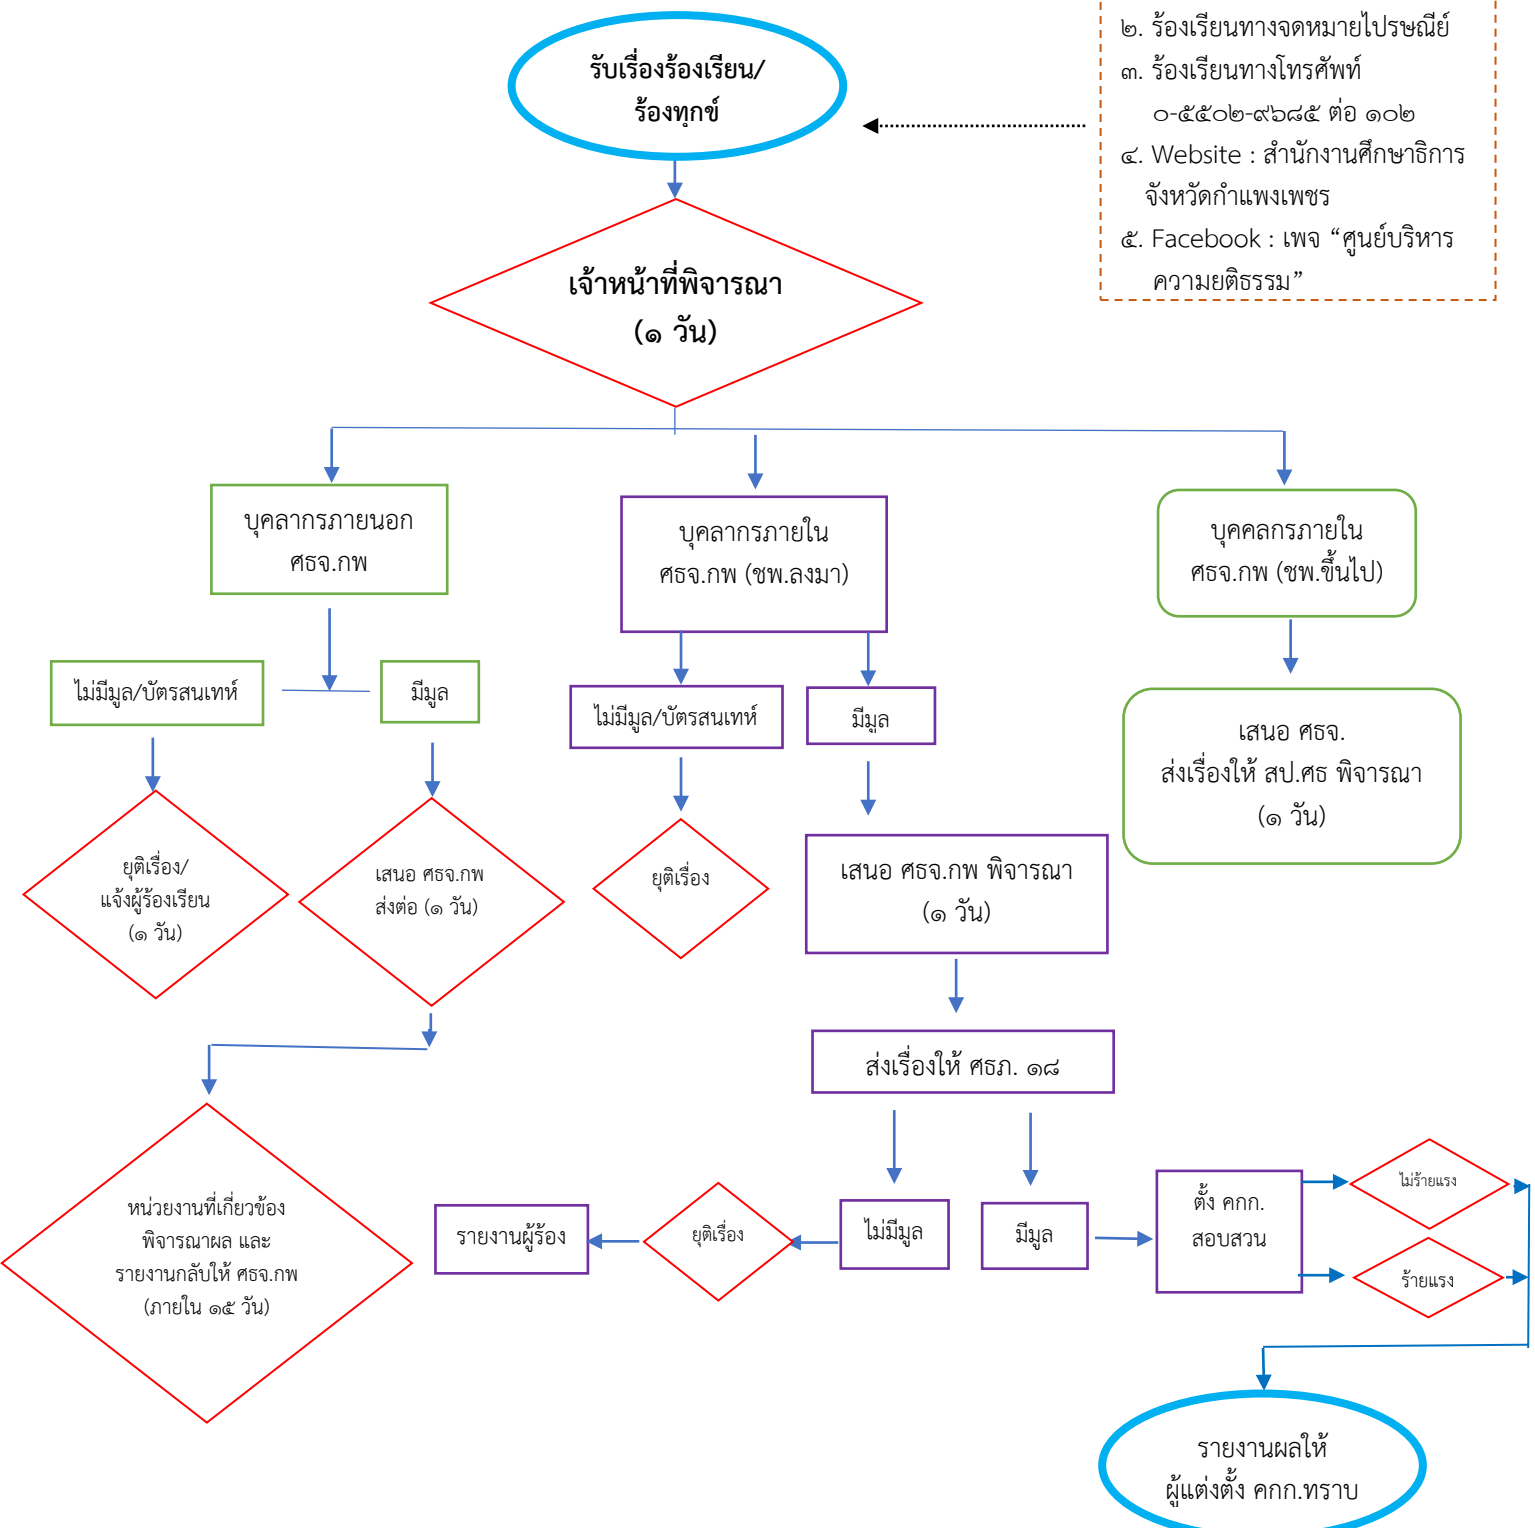 ๒. ร้องเรียนทางจดหมายไปรษณีย์
๓. ร้องเรียนทางโทรศัพท์
๐-๕๕๐๒-๙๖๘๕ ต่อ ๑๐๒
๔. Website : สำนักงานศึกษาธิการ
จังหวัดกำแพงเพชร
๕. Facebook : เพจ “ศูนย์บริหาร
ความยติธรรม”
รับเรื่องร้องเรียน/
ร้องทุกข์
เจ้าหน้าที่พิจารณา
(๑ วัน)
บุคลากรภายนอก
ศธจ.กพ
บุคลากรภายใน
ศธจ.กพ (ชพ.ลงมา)
บุคคลกรภายใน
ศธจ.กพ (ชพ.ขึ้นไป)
ไม่มีมูล/บัตรสนเทห์
มีมูล
ไม่มีมูล/บัตรสนเทห์
มีมูล
เสนอ ศธจ.
ส่งเรื่องให้ สป.ศธ พิจารณา
(๑ วัน)
ยุติเรื่อง/
แจ้งผู้ร้องเรียน
(๑ วัน)
เสนอ ศธจ.กพ
ส่งต่อ (๑ วัน)
ยุติเรื่อง
เสนอ ศธจ.กพ พิจารณา
(๑ วัน)
ส่งเรื่องให้ ศธภ. ๑๘
หน่วยงานที่เกี่ยวข้อง
พิจารณาผล และ
รายงานกลับให้ ศธจ.กพ
(ภายใน ๑๕ วัน)
รายงานผู้ร้อง
ยุติเรื่อง
ไม่มีมูล
มีมูล
ตั้ง คกก.
สอบสวน
ไม่ร้ายแรง
ร้ายแรง
รายงานผลให้
ผู้แต่งตั้ง คกก.ทราบ